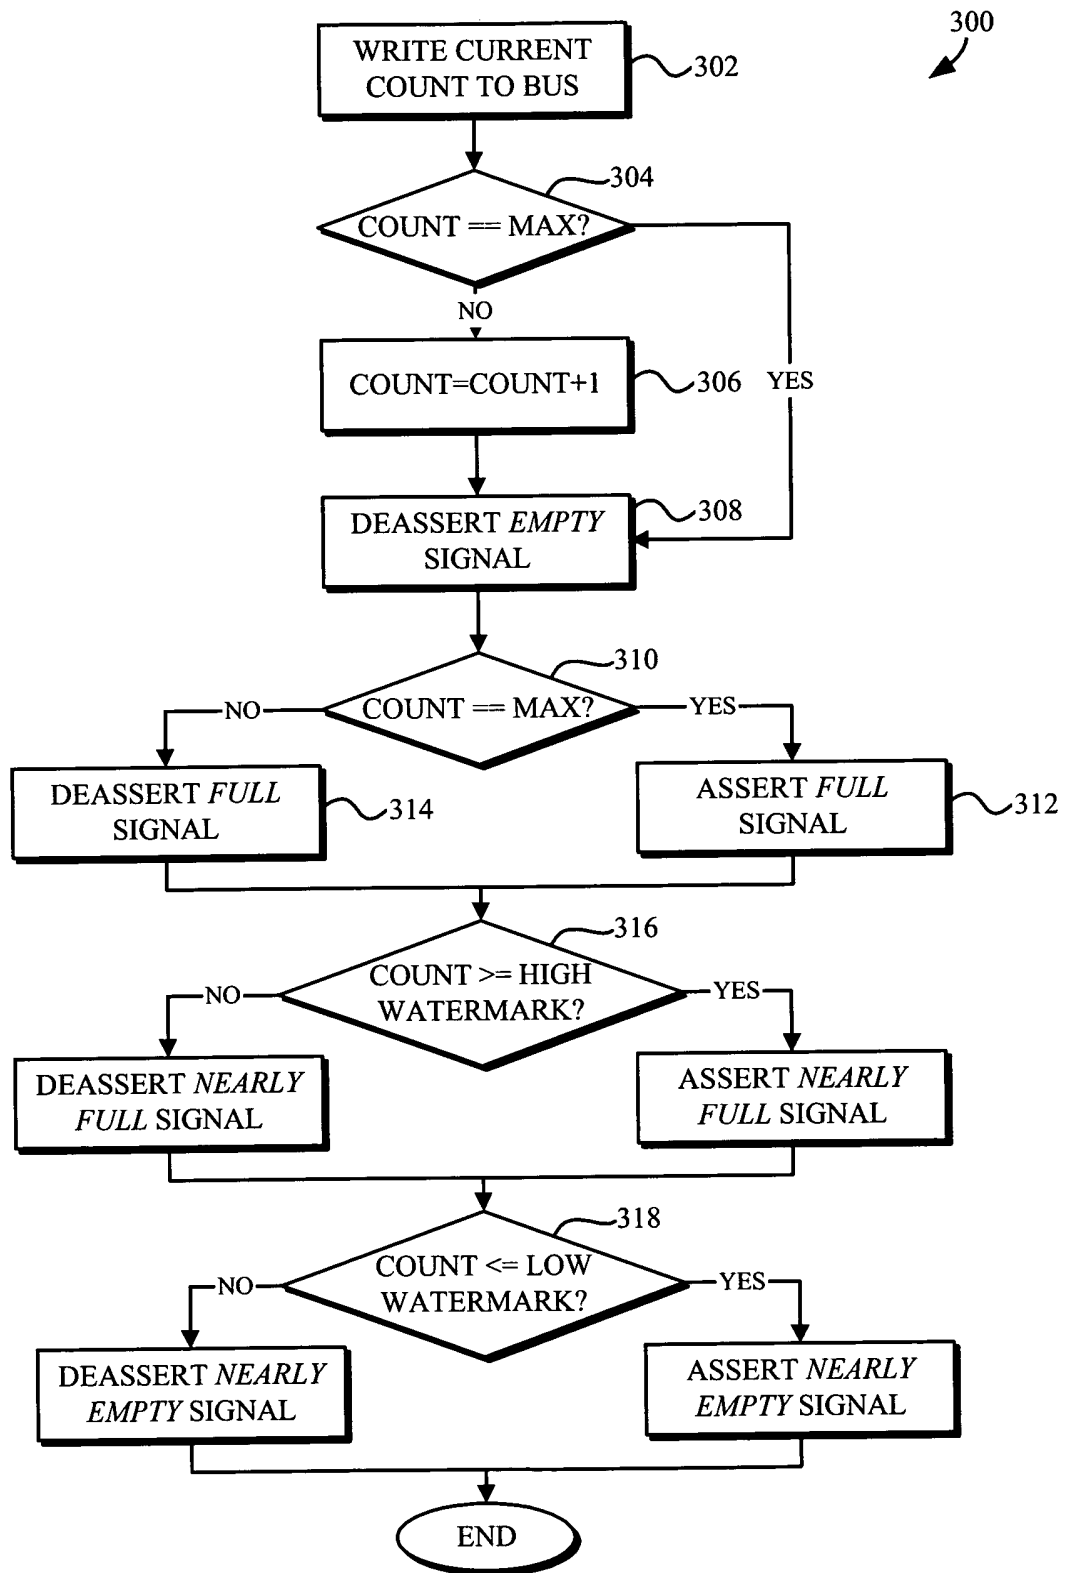 300
WRITE CURRENT
COUNT TO BUS
302
304
COUNT == MAX?
NO
COUNT=COUNT+1
306
YES
308
DEASSERT EMPTY
SIGNAL
310
NO
COUNT == MAX?
YES
DEASSERT FULL
SIGNAL
314
ASSERT FULL
SIGNAL
312
316
COUNT >= HIGH
WATERMARK?
NO
YES
DEASSERT NEARLY
FULL SIGNAL
ASSERT NEARLY
FULL SIGNAL
318
COUNT <= LOW
WATERMARK?
NO
YES
DEASSERT NEARLY
EMPTY SIGNAL
ASSERT NEARLY
EMPTY SIGNAL
END